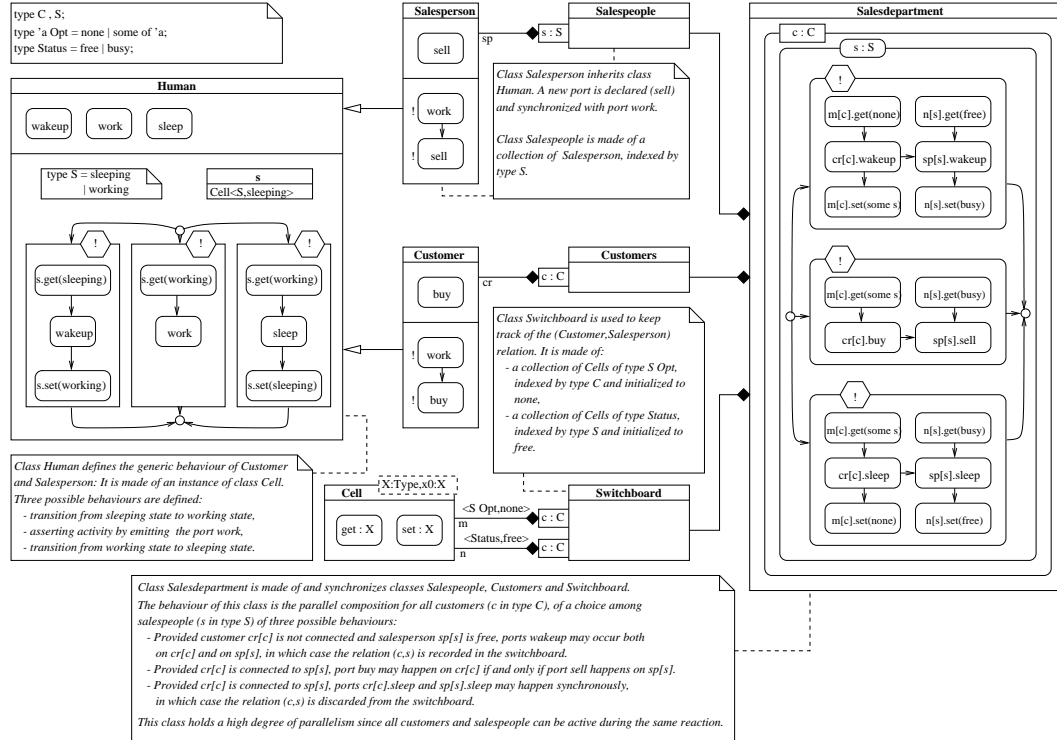 type C , S;
type 'a Opt = none | some of 'a;
type Status = free | busy;
Human
wakeup
work
sleep
type S = sleeping
| working
s
Cell<S,sleeping>
!
!
!
s.get(sleeping)
s.get(working)
s.get(working)
wakeup
work
sleep
s.set(working)
s.set(sleeping)
Class Human defines the generic behaviour of Customer
and Salesperson: It is made of an instance of class Cell.
Three possible behaviours are defined:
- transition from sleeping state to working state,
- asserting activity by emitting the port work,
- transition from working state to sleeping state.
Salesperson
sell
! work
! sell
sp
s : S
Salespeople
Class Salesperson inherits class
Human. A new port is declared (sell)
and synchronized with port work.
Class Salespeople is made of a
collection of Salesperson, indexed by
type S.
Customer
buy
! work
! buy
cr
c : C
Customers
Class Switchboard is used to keep
track of the (Customer,Salesperson)
relation. It is made of:
- a collection of Cells of type S Opt,
indexed by type C and initialized to
none,
- a collection of Cells of type Status,
indexed by type S and initialized to
free.
X:Type,x0:X
Cell
get : X
set : X
<S Opt,none>
m
<Status,free>
n
c : C
c : C
Switchboard
Salesdepartment
c : C
s : S
!
m[c].get(none)
n[s].get(free)
cr[c].wakeup
sp[s].wakeup
m[c].set(some s)
n[s].set(busy)
!
m[c].get(some s)
n[s].get(busy)
cr[c].buy
sp[s].sell
!
m[c].get(some s)
n[s].get(busy)
cr[c].sleep
sp[s].sleep
m[c].set(none)
n[s].set(free)
Class Salesdepartment is made of and synchronizes classes Salespeople, Customers and Switchboard.
The behaviour of this class is the parallel composition for all customers (c in type C), of a choice among
salespeople (s in type S) of three possible behaviours:
- Provided customer cr[c] is not connected and salesperson sp[s] is free, ports wakeup may occur both
on cr[c] and on sp[s], in which case the relation (c,s) is recorded in the switchboard.
- Provided cr[c] is connected to sp[s], port buy may happen on cr[c] if and only if port sell happens on sp[s].
- Provided cr[c] is connected to sp[s], ports cr[c].sleep and sp[s].sleep may happen synchronously,
in which case the relation (c,s) is discarded from the switchboard.
This class holds a high degree of parallelism since all customers and salespeople can be active during the same reaction.